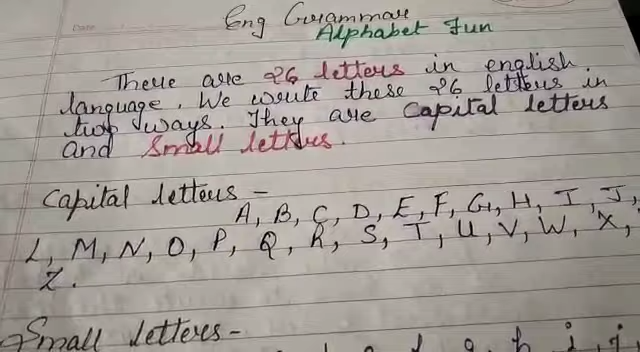 Date
Eng Grammar
Alphabet Fun
There are 26 letters in english
language. We write these 26 letters in
two ways. They are Capital letters
and Small letters.
Capital letters -
A, B, C, D, E, F, G, H, I, J,
L, M, N, O, P, Q, R, S, T, U, V, W, X,
Z.
Small letters -
g, h, i, j,